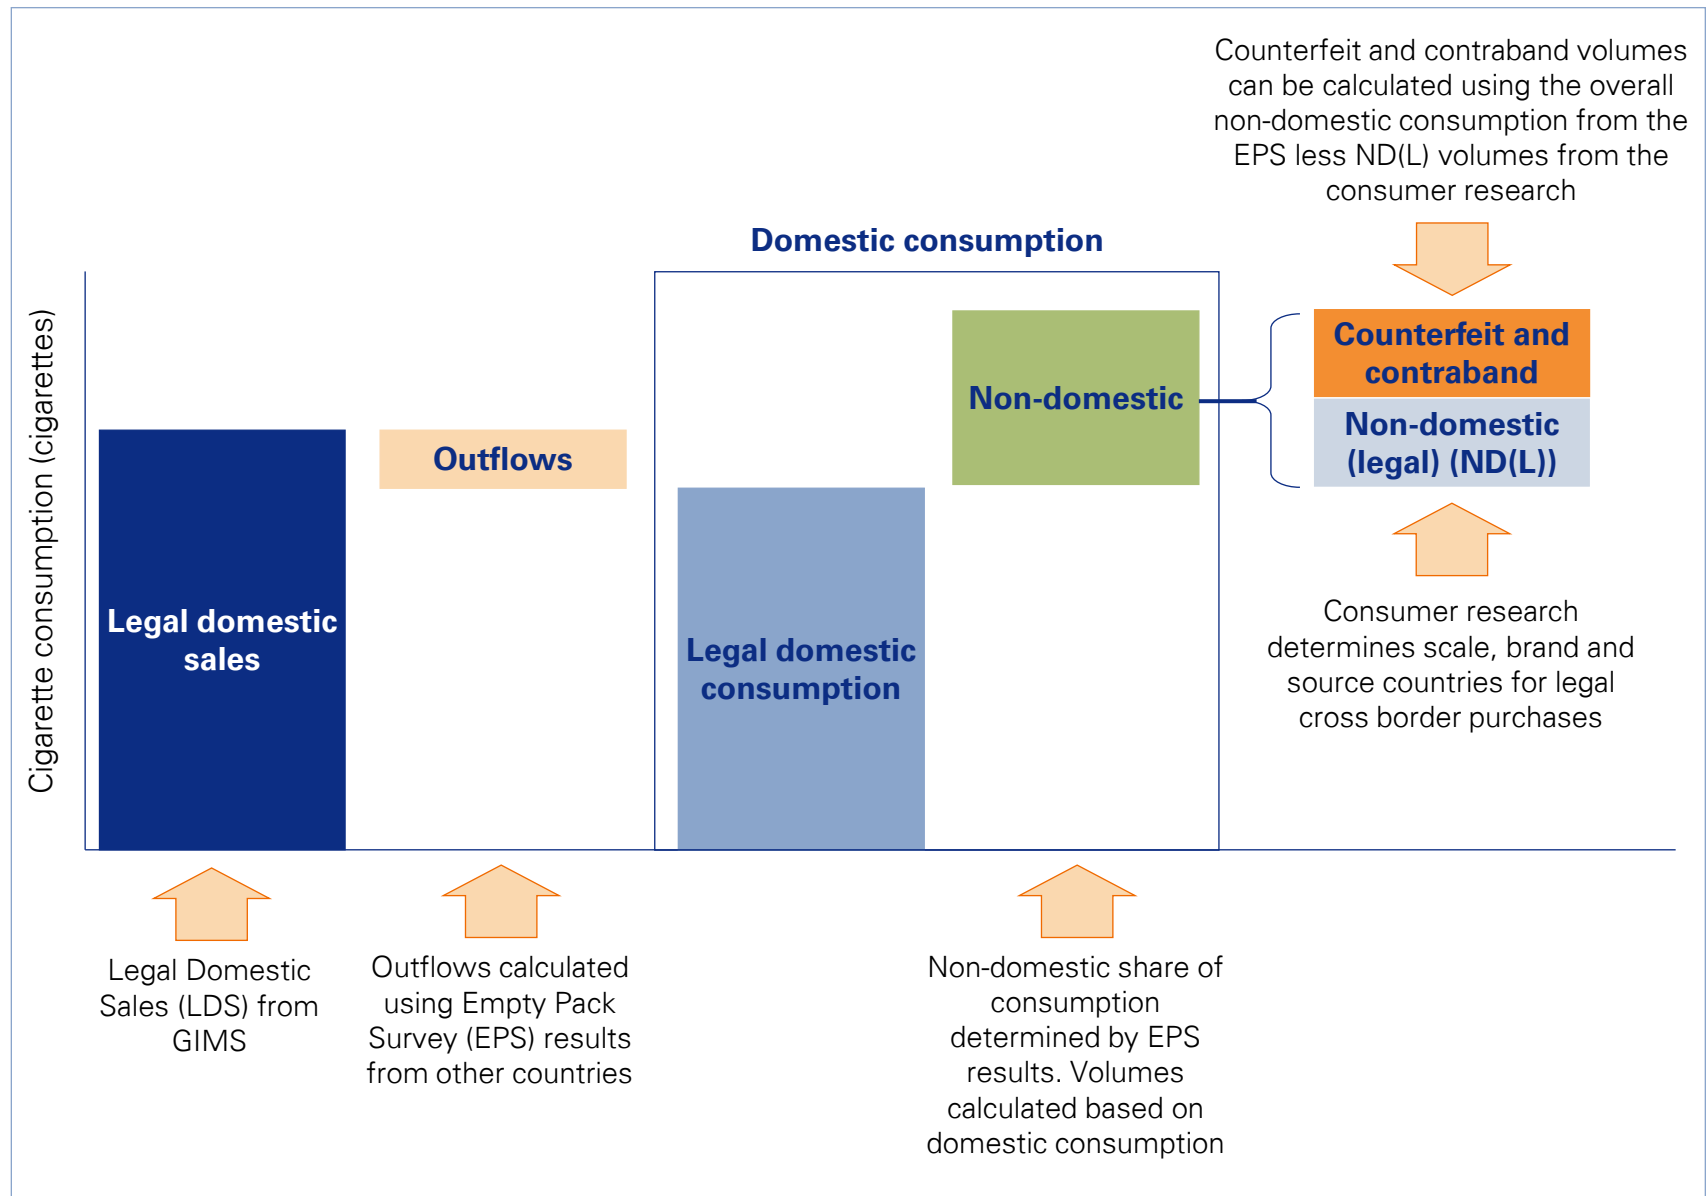 Counterfeit and contraband volumes
can be calculated using the overall
non-domestic consumption from the
EPS less ND(L) volumes from the
consumer research
Domestic consumption
Cigarette consumption (cigarettes)
Legal domestic
sales
Outflows
Legal domestic
consumption
Non-domestic
Counterfeit and
contraband
Non-domestic
(legal) (ND(L))
Consumer research
determines scale, brand and
source countries for legal
cross border purchases
Legal Domestic
Sales (LDS) from
GIMS
Outflows calculated
using Empty Pack
Survey (EPS) results
from other countries
Non-domestic share of
consumption
determined by EPS
results. Volumes
calculated based on
domestic consumption